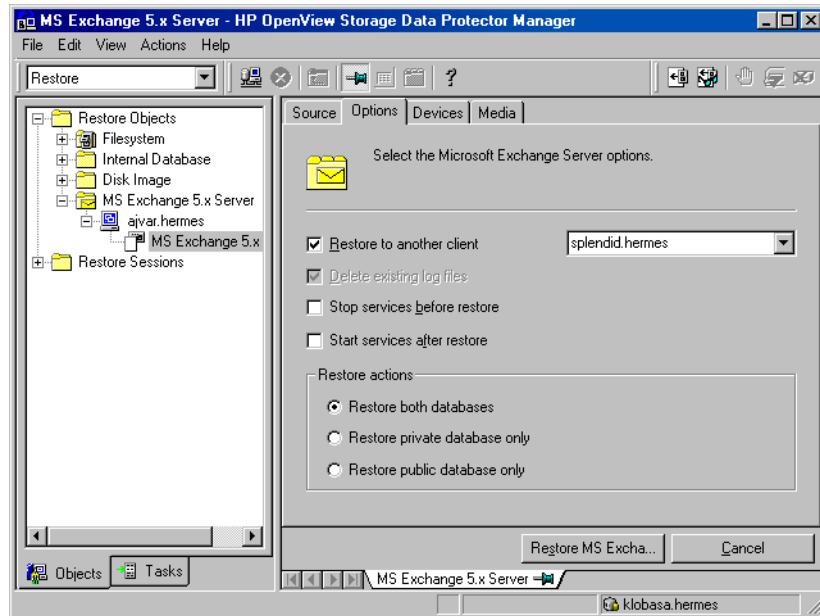 MS Exchange 5.x Server - HP OpenView Storage Data Protector Manager
File Edit View Actions Help
Restore
?
Restore Objects
Filesystem
Internal Database
Disk Image
MS Exchange 5.x Server
ajvar.hermes
MS Exchange 5.x
Restore Sessions
Objects Tasks
Source Options Devices Media
Select the Microsoft Exchange Server options.
Restore to another client splendid.hermes
Delete existing log files
Stop services before restore
Start services after restore
Restore actions
Restore both databases
Restore private database only
Restore public database only
Restore MS Excha... Cancel
MS Exchange 5.x Server
klobasa.hermes